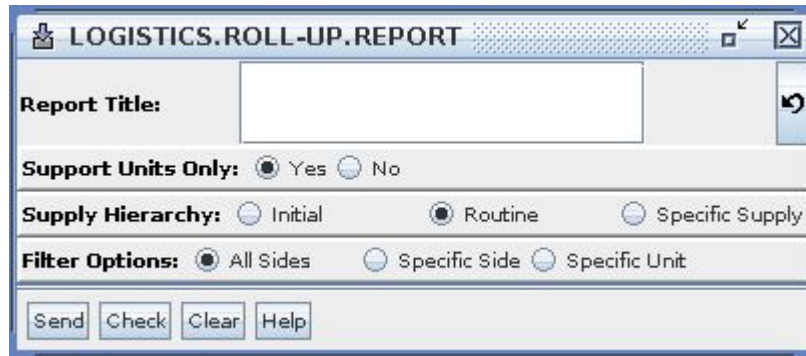 LOGISTICS.ROLL-UP.REPORT
Report Title:
Support Units Only: Yes No
Supply Hierarchy: Initial Routine Specific Supply
Filter Options: All Sides Specific Side Specific Unit
Send Check Clear Help